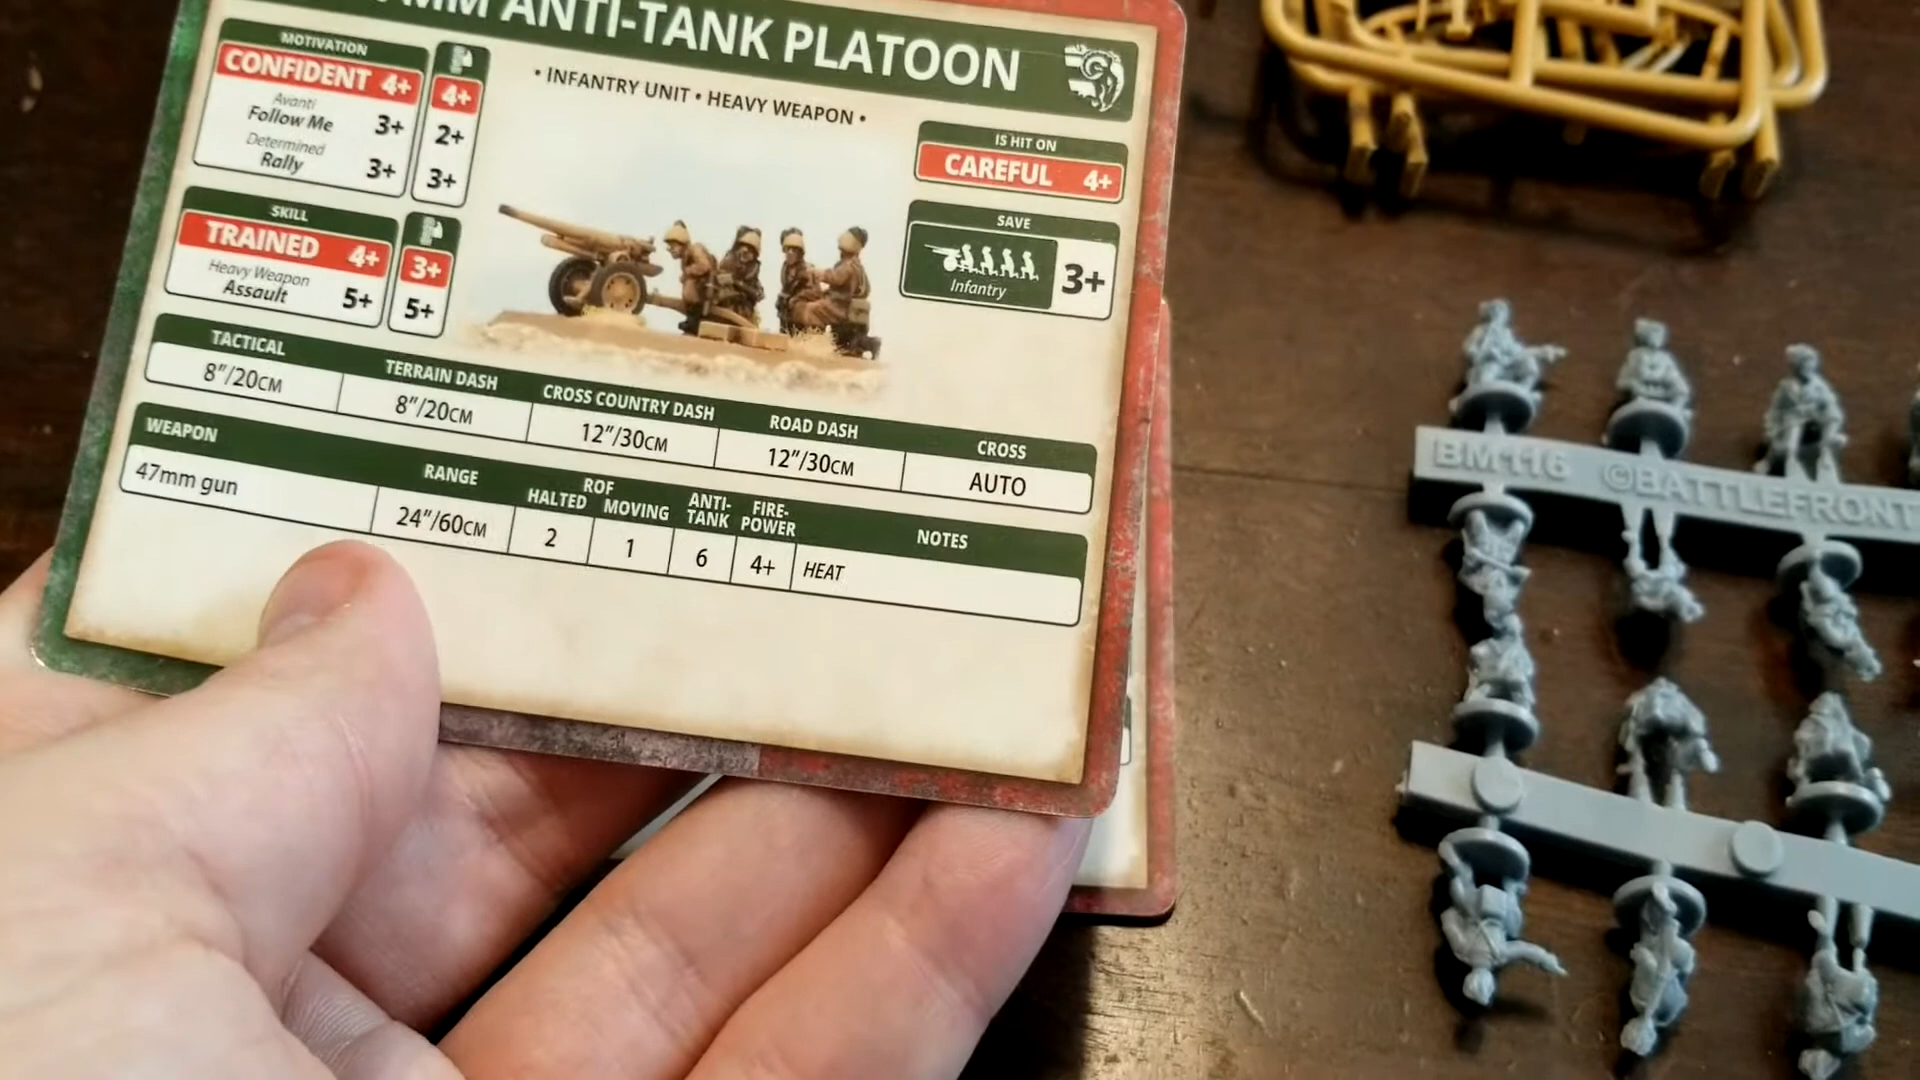 MM ANTI-TANK PLATOON
• INFANTRY UNIT • HEAVY WEAPON •
MOTIVATION
CONFIDENT 4+ 4+
Avanti
Follow Me 3+ 2+
Determined
Rally 3+ 3+
SKILL
TRAINED 4+ 3+
Heavy Weapon
Assault 5+ 5+
IS HIT ON
CAREFUL 4+
SAVE
Infantry 3+
TACTICAL TERRAIN DASH CROSS COUNTRY DASH ROAD DASH CROSS
8”/20CM 8”/20CM 12”/30CM 12”/30CM AUTO
WEAPON RANGE ROF HALTED MOVING ANTI-TANK FIRE-POWER NOTES
47mm gun 24”/60CM 2 1 6 4+ HEAT
BM116 ©BATTLEFRONT